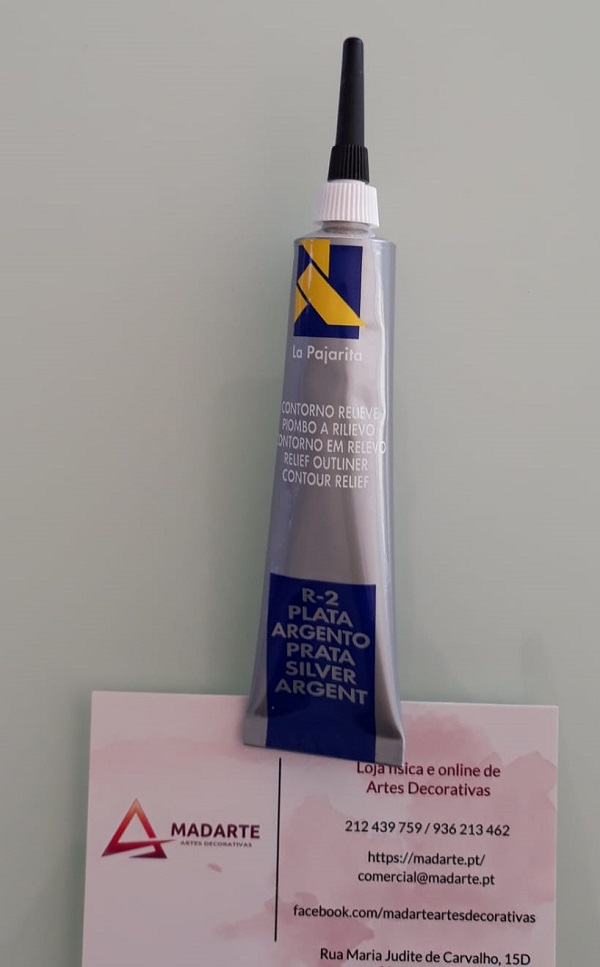 La Pajarita
CONTORNO RELIEVE
PIOMBO A RILIEVO
CONTORNO EM RELEVO
RELIEF OUTLINER
CONTOUR RELIEF
R-2
PLATA
ARGENTO
PRATA
SILVER
ARGENT
MADARTE
ARTES DECORATIVAS
Loja física e online de
Artes Decorativas
212 439 759 / 936 213 462
https://madarte.pt/
comercial@madarte.pt
facebook.com/madarteartesdecorativas
Rua Maria Judite de Carvalho, 15D